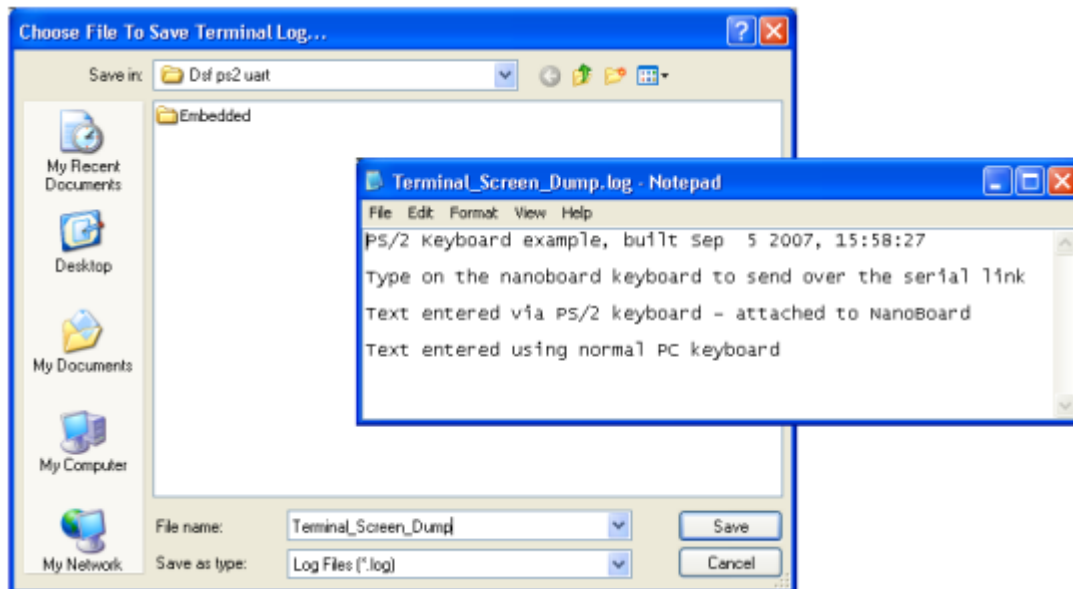 Choose File To Save Terminal Log...
Save in:
Dsf ps2 uart
Embedded
My Recent
Documents
Desktop
My Documents
My Computer
My Network
File name:
Terminal_Screen_Dump
Save
Save as type:
Log Files (*.log)
Cancel
Terminal_Screen_Dump.log - Notepad
File Edit Format View Help
PS/2 Keyboard example, built Sep  5 2007, 15:58:27
Type on the nanoboard keyboard to send over the serial link
Text entered via PS/2 keyboard – attached to NanoBoard
Text entered using normal PC keyboard